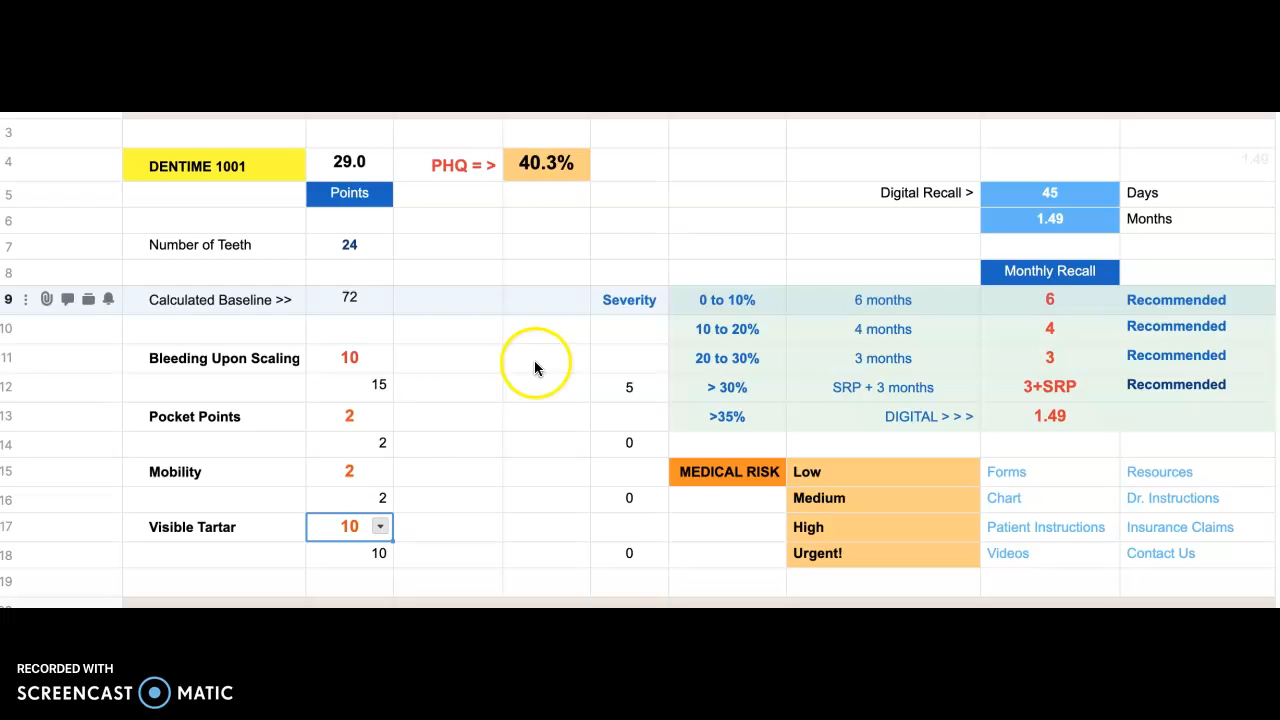 3
4 DENTIME 1001 29.0 PHQ = > 40.3% 1.49
5 Points Digital Recall > 45 Days
6 1.49 Months
7 Number of Teeth 24
8 Monthly Recall
9 Calculated Baseline >> 72 Severity 0 to 10% 6 months 6 Recommended
10 10 to 20% 4 months 4 Recommended
11 Bleeding Upon Scaling 10 20 to 30% 3 months 3 Recommended
12 15 5 > 30% SRP + 3 months 3+SRP Recommended
13 Pocket Points 2 >35% DIGITAL > > > 1.49
14 2 0
15 Mobility 2 MEDICAL RISK Low Forms Resources
16 2 0 Medium Chart Dr. Instructions
17 Visible Tartar 10 High Patient Instructions Insurance Claims
18 10 0 Urgent! Videos Contact Us
19
RECORDED WITH
SCREENCAST MATIC